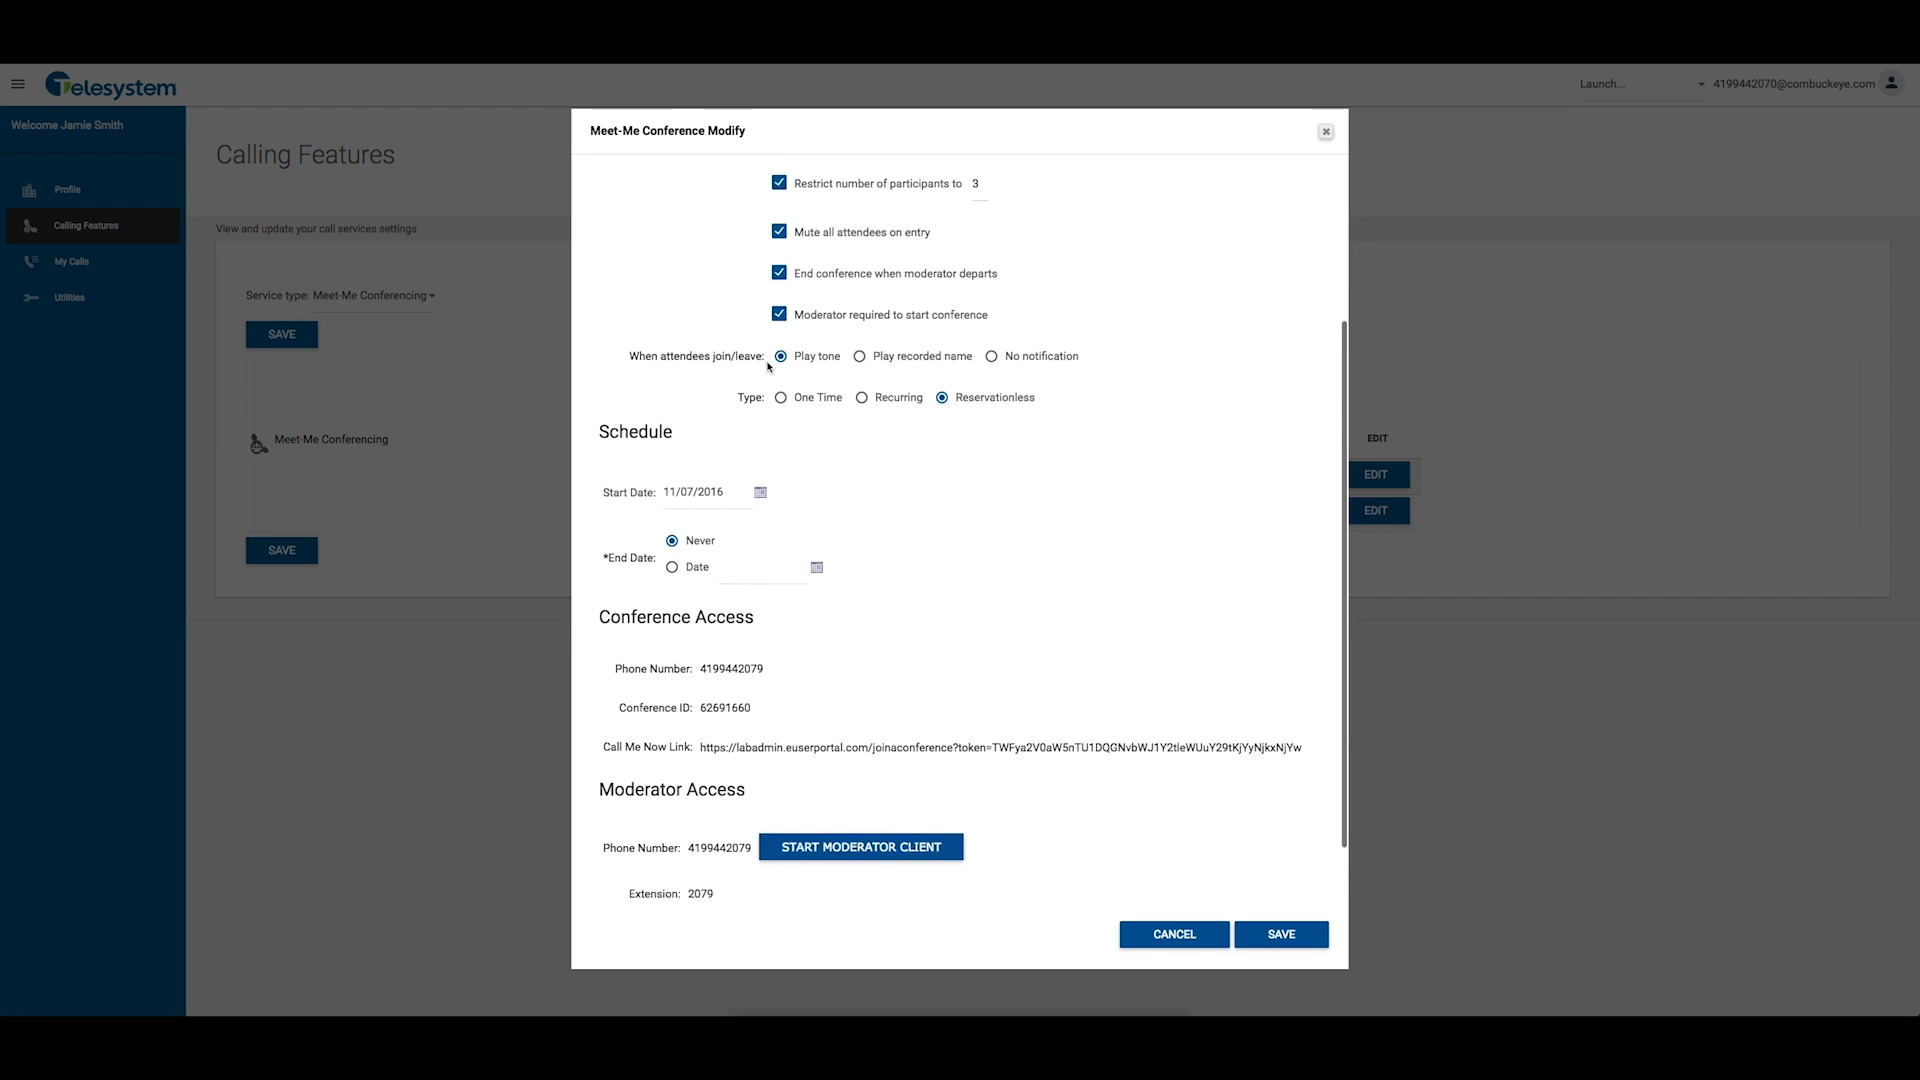 Telesystem
Launch...
4199442070@combuckeye.com
Welcome Jamie Smith
Profile
Calling Features
My Calls
Utilities
Calling Features
View and update your call services settings
Service type: Meet-Me Conferencing
SAVE
Meet-Me Conferencing
SAVE
EDIT
EDIT
EDIT
Meet-Me Conference Modify
Restrict number of participants to 3
Mute all attendees on entry
End conference when moderator departs
Moderator required to start conference
When attendees join/leave: Play tone Play recorded name No notification
Type: One Time Recurring Reservationless
Schedule
Start Date: 11/07/2016
*End Date: Never
Date
Conference Access
Phone Number: 4199442079
Conference ID: 62691660
Call Me Now Link: https://labadmin.euserportal.com/joinaconference?token=TWFya2V0aW5nTU1DQGNvbWJ1Y2tleWUuY29tKjYyNjkxNjYw
Moderator Access
Phone Number: 4199442079 START MODERATOR CLIENT
Extension: 2079
CANCEL SAVE